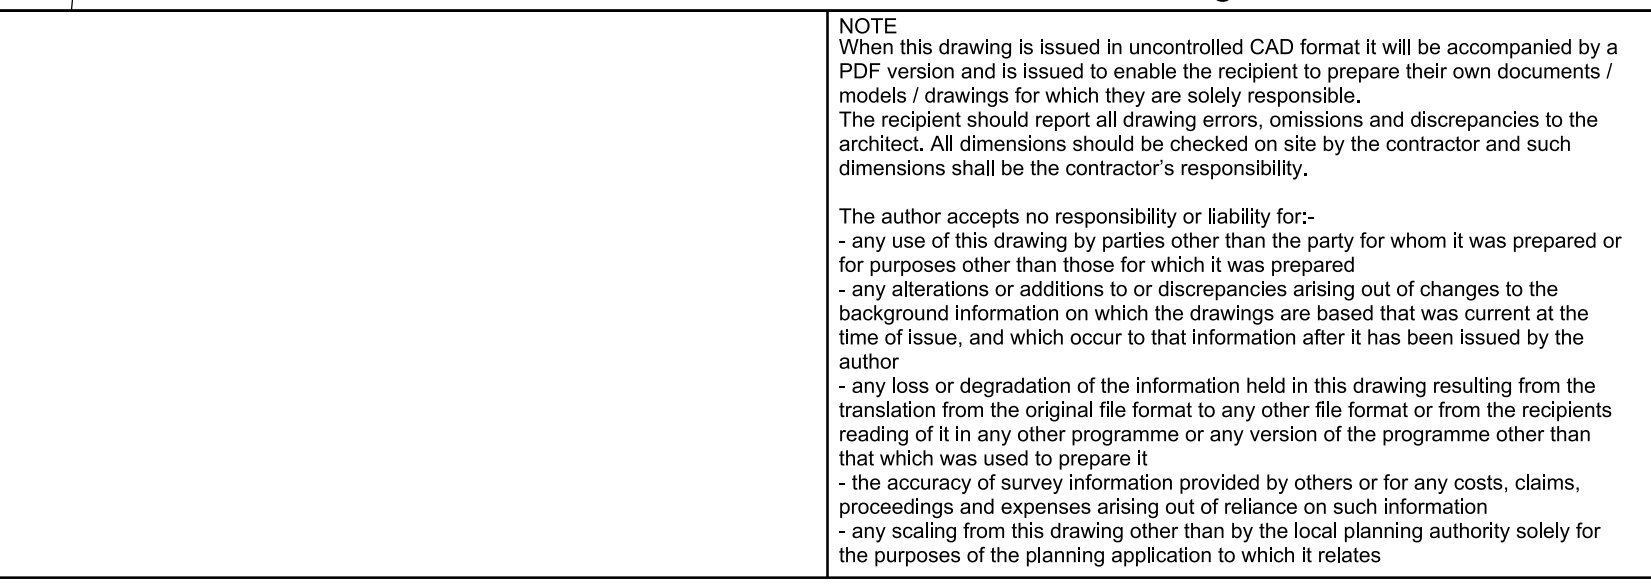 NOTE
When this drawing is issued in uncontrolled CAD format it will be accompanied by a
PDF version and is issued to enable the recipient to prepare their own documents /
models / drawings for which they are solely responsible.
The recipient should report all drawing errors, omissions and discrepancies to the
architect. All dimensions should be checked on site by the contractor and such
dimensions shall be the contractor’s responsibility.
The author accepts no responsibility or liability for:-
- any use of this drawing by parties other than the party for whom it was prepared or
for purposes other than those for which it was prepared
- any alterations or additions to or discrepancies arising out of changes to the
background information on which the drawings are based that was current at the
time of issue, and which occur to that information after it has been issued by the
author
- any loss or degradation of the information held in this drawing resulting from the
translation from the original file format to any other file format or from the recipients
reading of it in any other programme or any version of the programme other than
that which was used to prepare it
- the accuracy of survey information provided by others or for any costs, claims,
proceedings and expenses arising out of reliance on such information
- any scaling from this drawing other than by the local planning authority solely for
the purposes of the planning application to which it relates